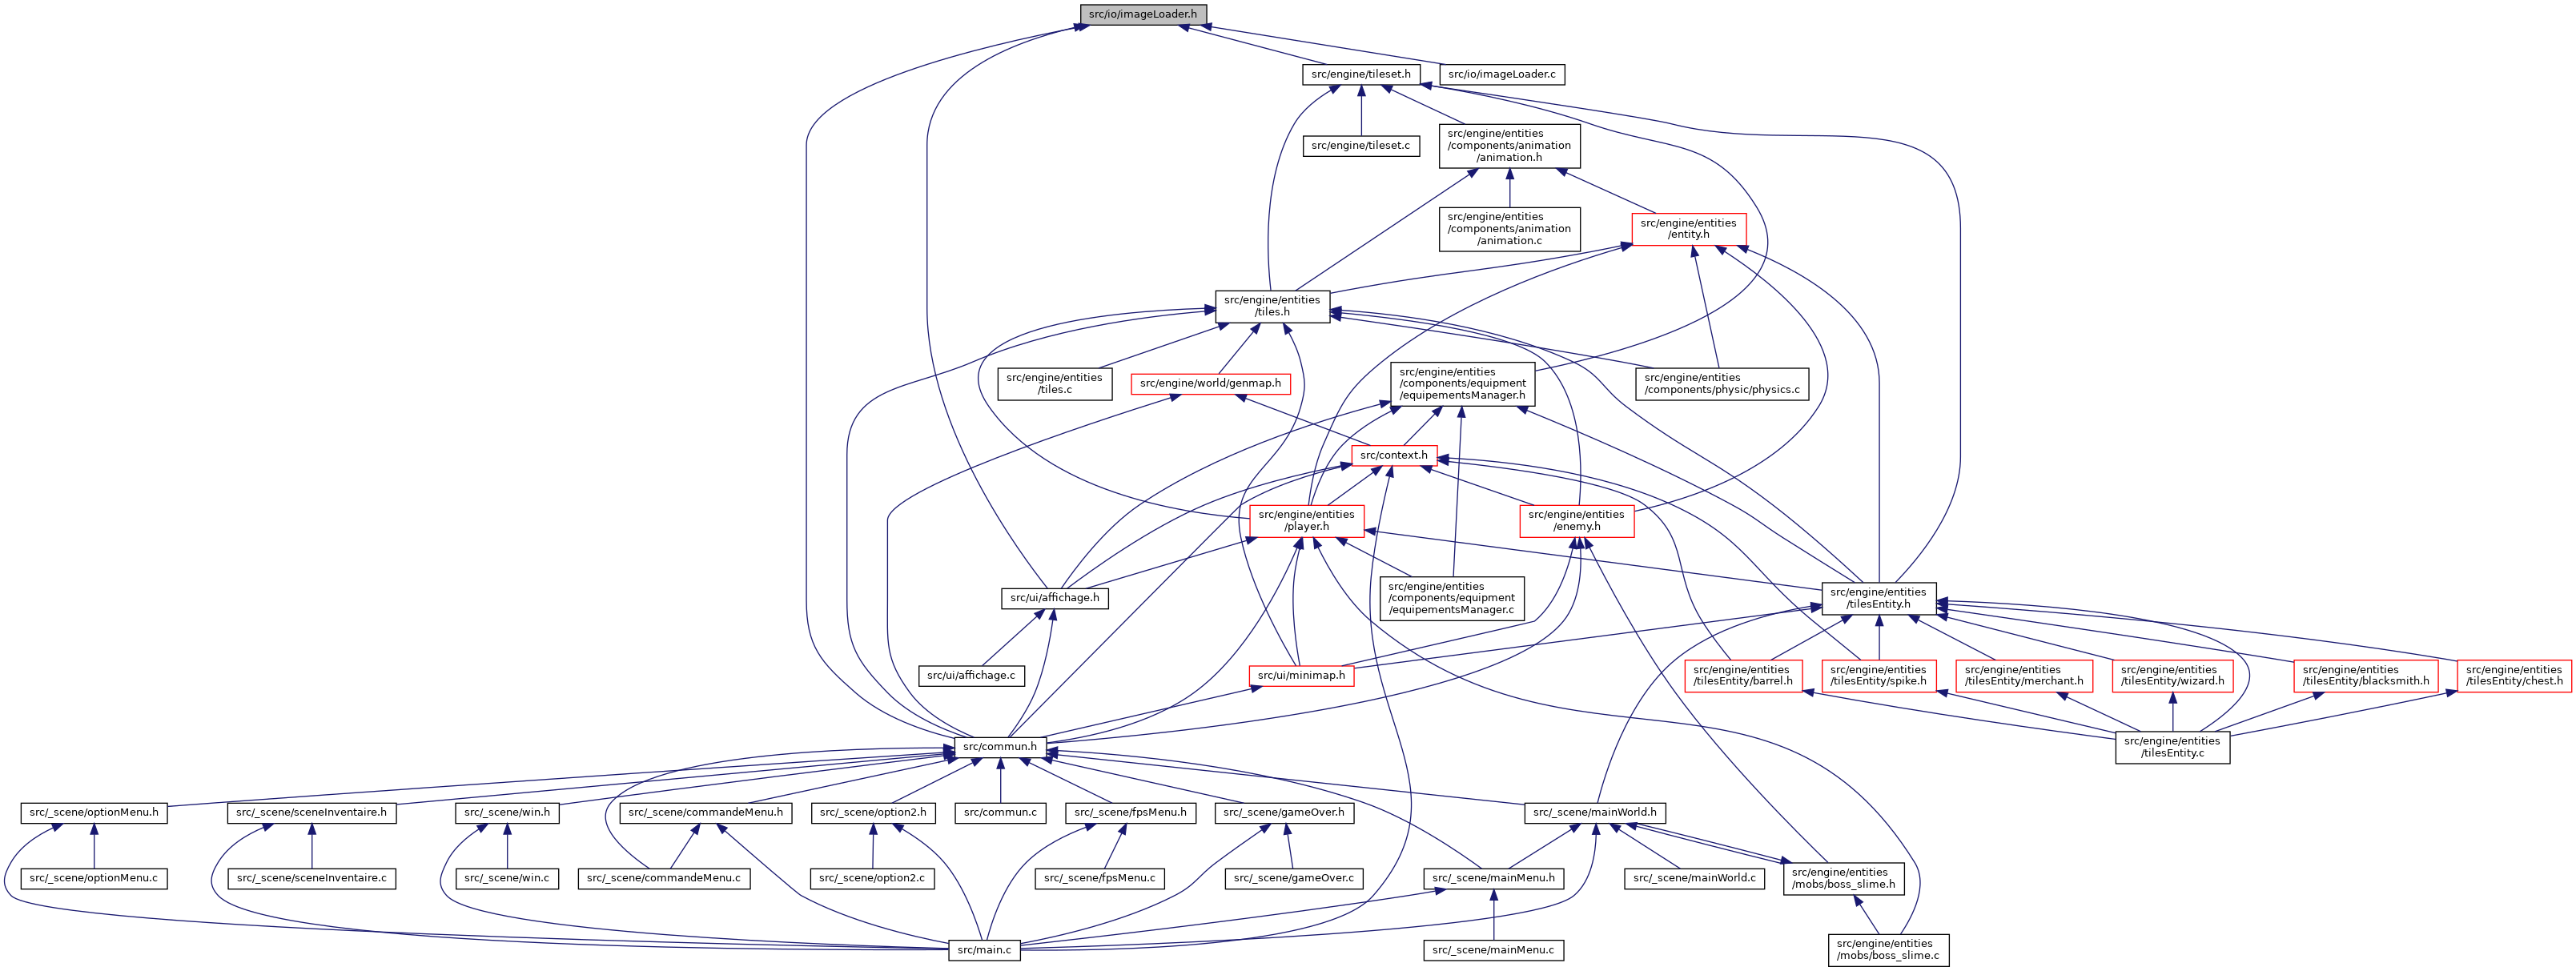 src/io/imageLoader.h
src/engine/tileset.h
src/io/imageLoader.c
src/engine/tileset.c
src/engine/entities
/components/animation
/animation.h
src/engine/entities
/components/animation
/animation.c
src/engine/entities
/entity.h
src/engine/entities
/tiles.h
src/engine/entities
/tiles.c
src/engine/world/genmap.h
src/engine/entities
/components/equipment
/equipementsManager.h
src/engine/entities
/components/physic/physics.c
src/context.h
src/engine/entities
/player.h
src/engine/entities
/enemy.h
src/ui/affichage.h
src/engine/entities
/components/equipment
/equipementsManager.c
src/engine/entities
/tilesEntity.h
src/ui/affichage.c
src/ui/minimap.h
src/engine/entities
/tilesEntity/barrel.h
src/engine/entities
/tilesEntity/spike.h
src/engine/entities
/tilesEntity/merchant.h
src/engine/entities
/tilesEntity/wizard.h
src/engine/entities
/tilesEntity/blacksmith.h
src/engine/entities
/tilesEntity/chest.h
src/commun.h
src/engine/entities
/tilesEntity.c
src/_scene/optionMenu.h
src/_scene/sceneInventaire.h
src/_scene/win.h
src/_scene/commandeMenu.h
src/_scene/option2.h
src/commun.c
src/_scene/fpsMenu.h
src/_scene/gameOver.h
src/_scene/mainWorld.h
src/_scene/optionMenu.c
src/_scene/sceneInventaire.c
src/_scene/win.c
src/_scene/commandeMenu.c
src/_scene/option2.c
src/_scene/fpsMenu.c
src/_scene/gameOver.c
src/_scene/mainMenu.h
src/_scene/mainWorld.c
src/engine/entities
/mobs/boss_slime.h
src/main.c
src/_scene/mainMenu.c
src/engine/entities
/mobs/boss_slime.c